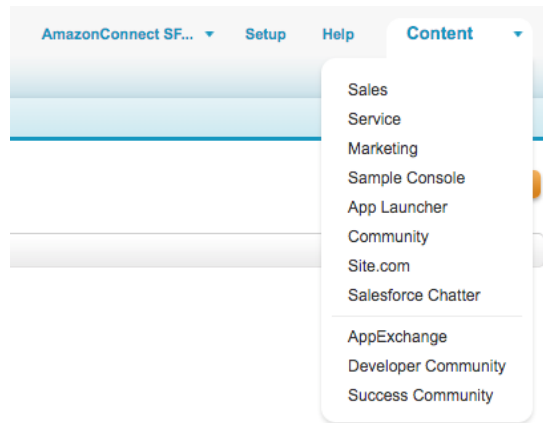 AmazonConnect SF... Setup Help Content
Sales
Service
Marketing
Sample Console
App Launcher
Community
Site.com
Salesforce Chatter
AppExchange
Developer Community
Success Community